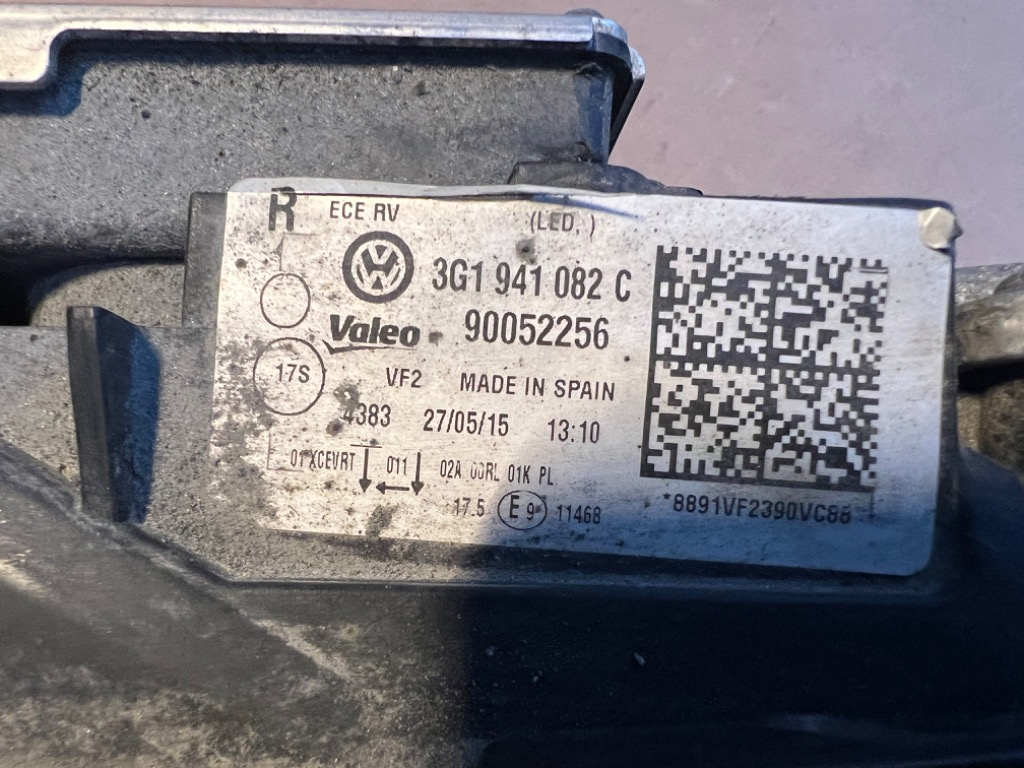 R ECE RV (LED, )
3G1 941 082 C
Valeo 90052256
17S VF2 MADE IN SPAIN
4383 27/05/15 13:10
01 XCEVRT 011 02A 00RL 01K PL
17.5 E9 11468
*8891VF2390VC88